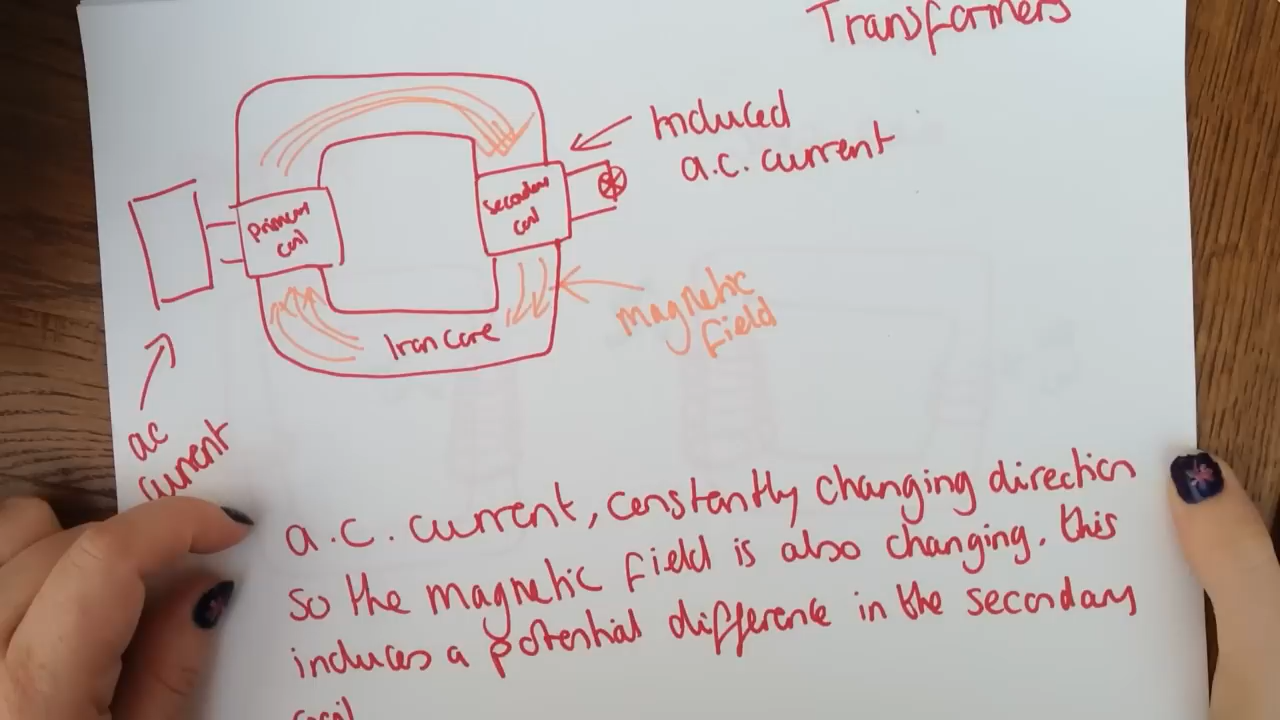 Transformers
Induced
a.c. current
Primary
coil
Secondary
coil
magnetic
field
Iron Core
ac
current
a.c. current, constantly changing direction
so the magnetic field is also changing. this
induces a potential difference in the secondary
coil